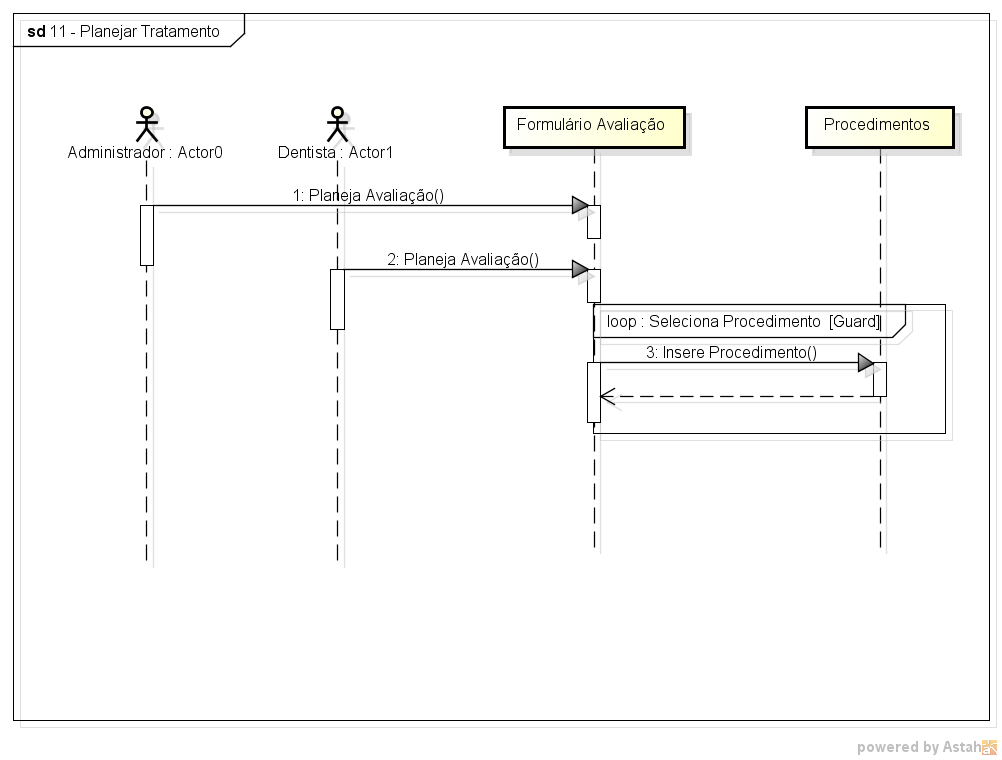 sd 11 - Planejar Tratamento
Administrador : Actor0
Dentista : Actor1
Formulário Avaliação
Procedimentos
1: Planeja Avaliação()
2: Planeja Avaliação()
loop : Seleciona Procedimento [Guard]
3: Insere Procedimento()
powered by Astah